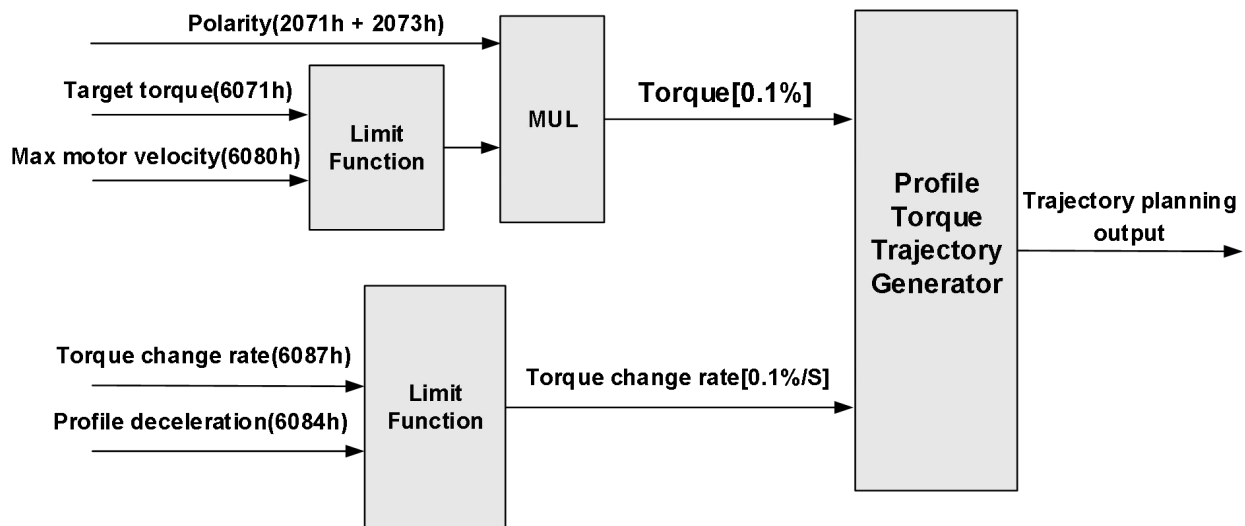 Polarity(2071h + 2073h)
Target torque(6071h)
Max motor velocity(6080h)
Limit
Function
MUL
Torque[0.1%]
Profile
Torque
Trajectory
Generator
Trajectory planning
output
Torque change rate(6087h)
Profile deceleration(6084h)
Limit
Function
Torque change rate[0.1%/S]